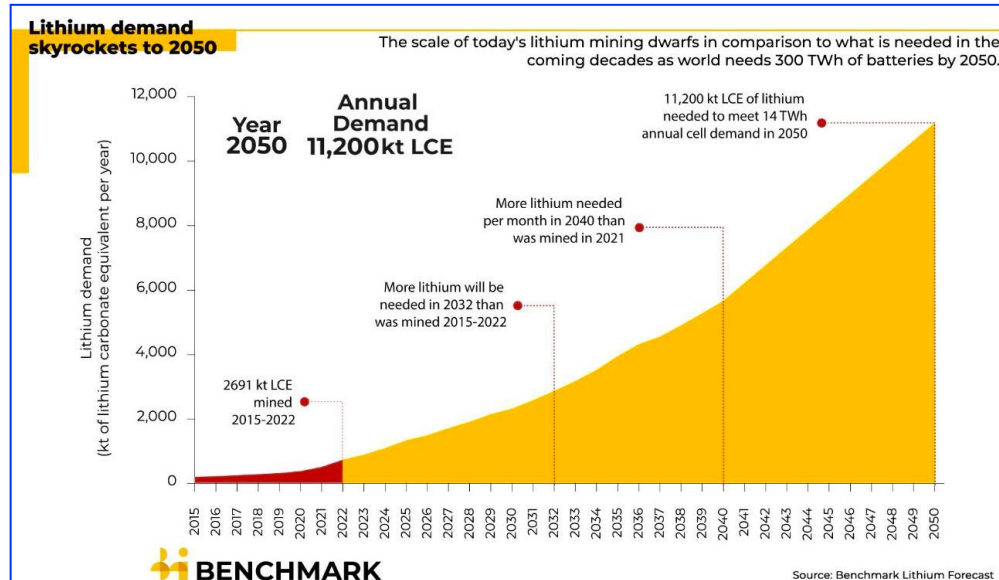 Lithium demand
skyrockets to 2050
The scale of today's lithium mining dwarfs in comparison to what is needed in the
coming decades as world needs 300 TWh of batteries by 2050.
Year
2050
Annual
Demand
11,200kt LCE
11,200 kt LCE of lithium
needed to meet 14 TWh
annual cell demand in 2050
More lithium needed
per month in 2040 than
was mined in 2021
More lithium will be
needed in 2032 than
was mined 2015-2022
2691 kt LCE
mined
2015-2022
Lithium demand
(kt of lithium carbonate equivalent per year)
12,000
10,000
8,000
6,000
4,000
2,000
0
2015
2016
2017
2018
2019
2020
2021
2022
2023
2024
2025
2026
2027
2028
2029
2030
2031
2032
2033
2034
2035
2036
2037
2038
2039
2040
2041
2042
2043
2044
2045
2046
2047
2048
2049
2050
BENCHMARK
Source: Benchmark Lithium Forecast